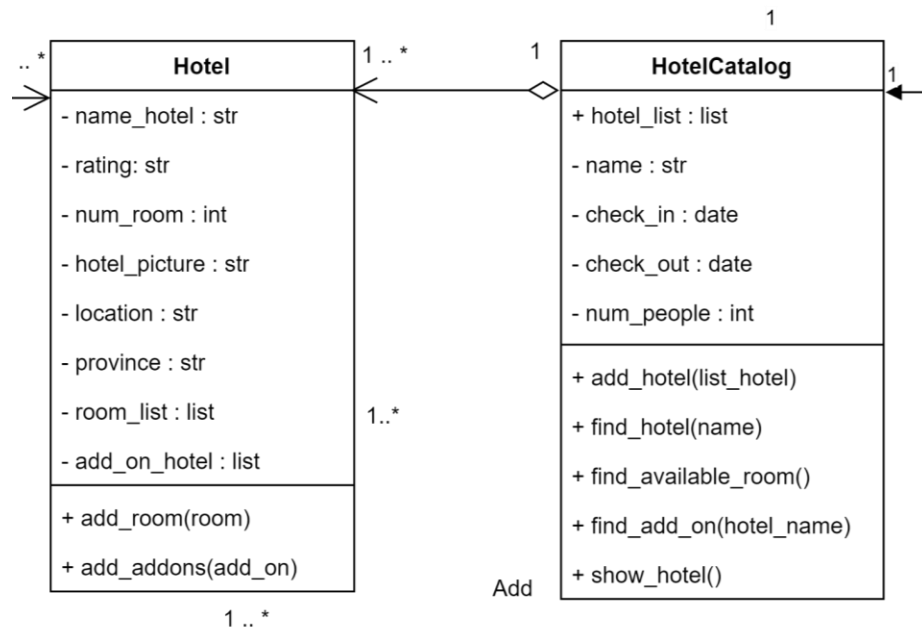 1
.. *
Hotel
- name_hotel : str
- rating: str
- num_room : int
- hotel_picture : str
- location : str
- province : str
- room_list : list
- add_on_hotel : list
+ add_room(room)
+ add_addons(add_on)
1 .. *
1 .. *
1
1..*
Add
HotelCatalog
+ hotel_list : list
- name : str
- check_in : date
- check_out : date
- num_people : int
+ add_hotel(list_hotel)
+ find_hotel(name)
+ find_available_room()
+ find_add_on(hotel_name)
+ show_hotel()
1